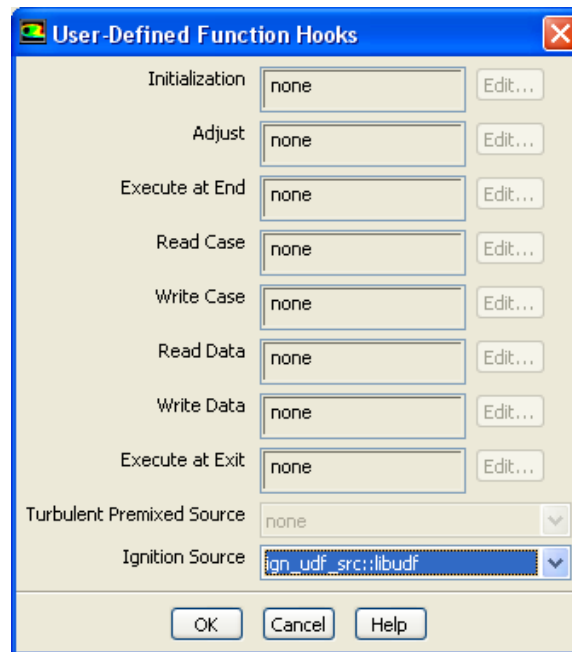 User-Defined Function Hooks
Initialization none Edit...
Adjust none Edit...
Execute at End none Edit...
Read Case none Edit...
Write Case none Edit...
Read Data none Edit...
Write Data none Edit...
Execute at Exit none Edit...
Turbulent Premixed Source none
Ignition Source ign_udf_src::libudf
OK Cancel Help